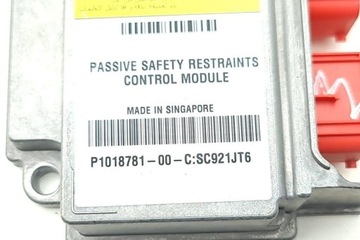 PASSIVE SAFETY RESTRAINTS
CONTROL MODULE
MADE IN SINGAPORE
P1018781-00-C:SC921JT6